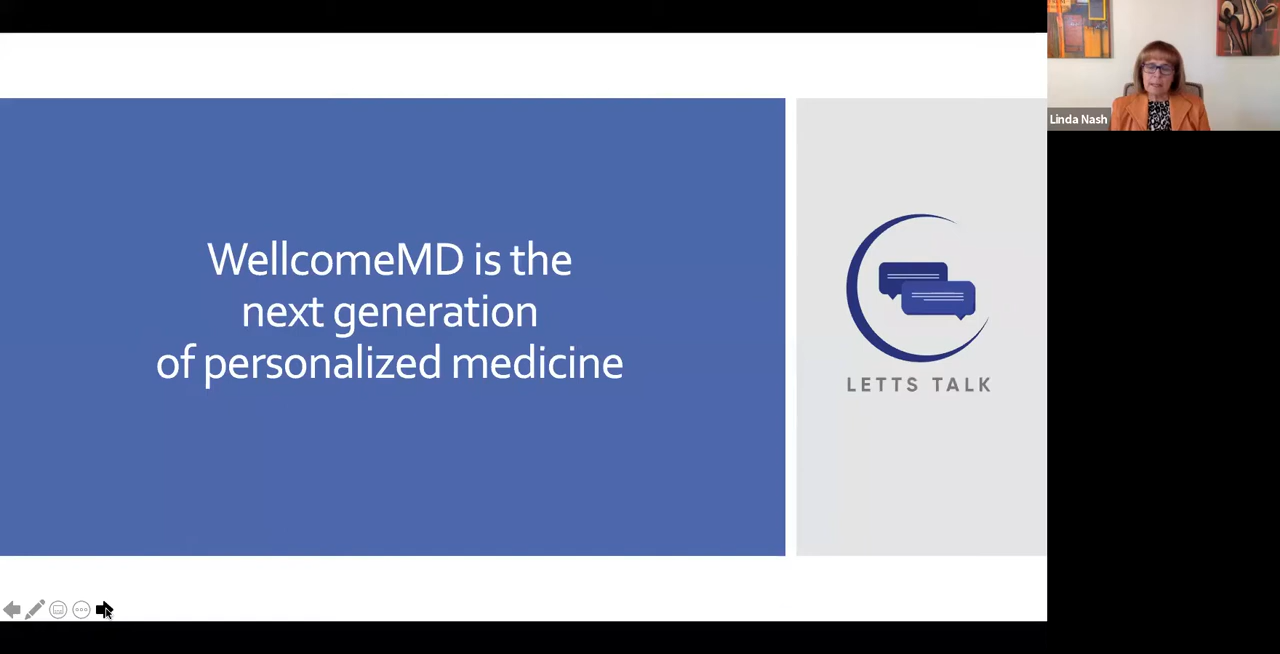 WellcomeMD is the
next generation
of personalized medicine
LETTS TALK
Linda Nash